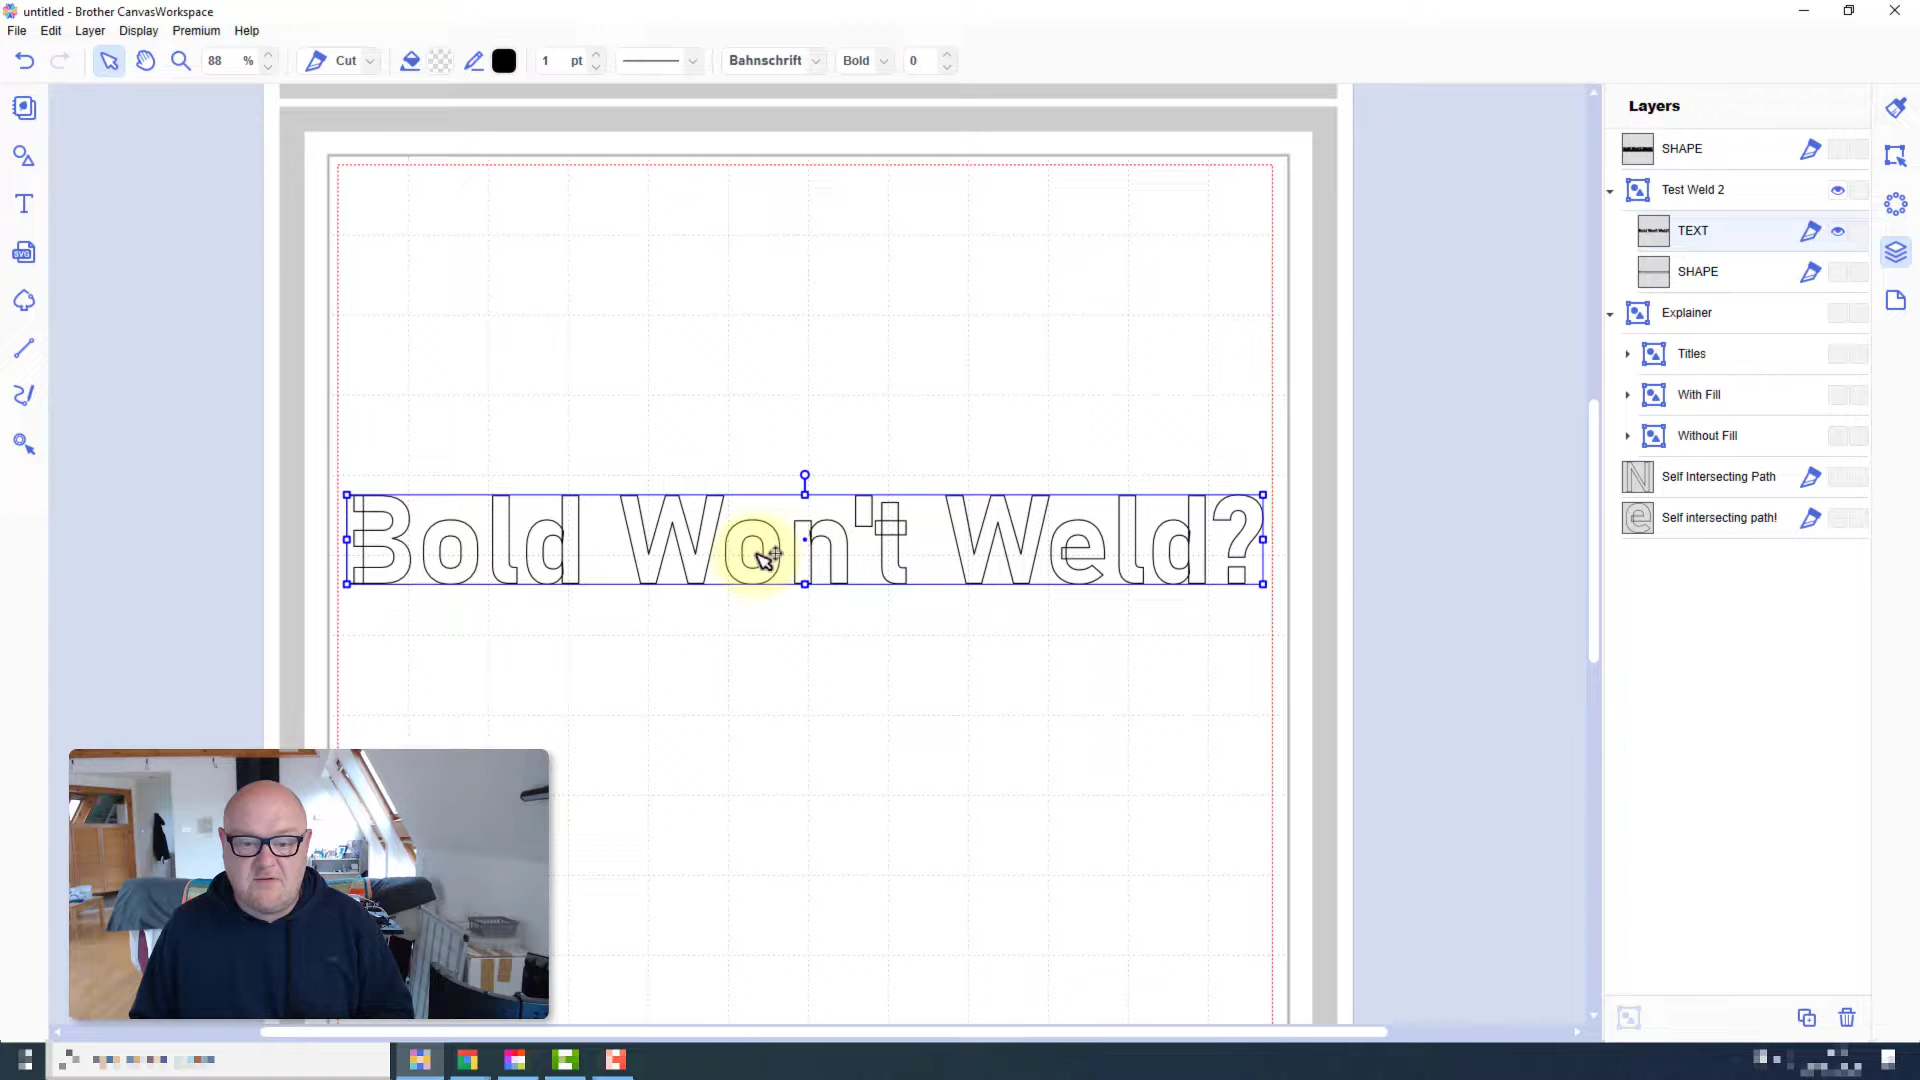 untitled - Brother CanvasWorkspace
File Edit Layer Display Premium Help
88 % Cut 1 pt Bahnschrift Bold 0
T
SVG
Bold Won't Weld?
Layers
SHAPE
Test Weld 2
TEXT
SHAPE
Explainer
Titles
With Fill
Without Fill
Self Intersecting Path
Self intersecting path!